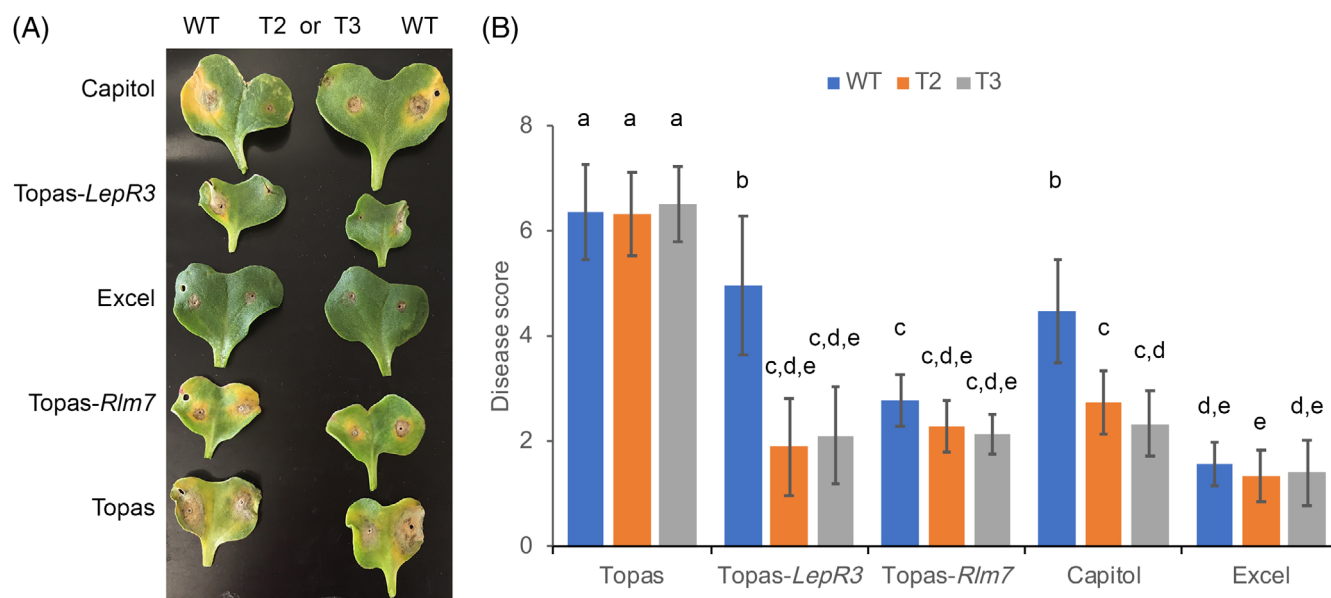 (A)
WT T2 or T3 WT
Capitol
Topas-LepR3
Excel
Topas-Rlm7
Topas
(B)
WT T2 T3
Disease score
8
6
4
2
0
a a a
b
c,d,e
c,d,e
c
c,d,e
c,d,e
b
c
c,d
d,e
e
d,e
Topas Topas-LepR3 Topas-Rlm7 Capitol Excel